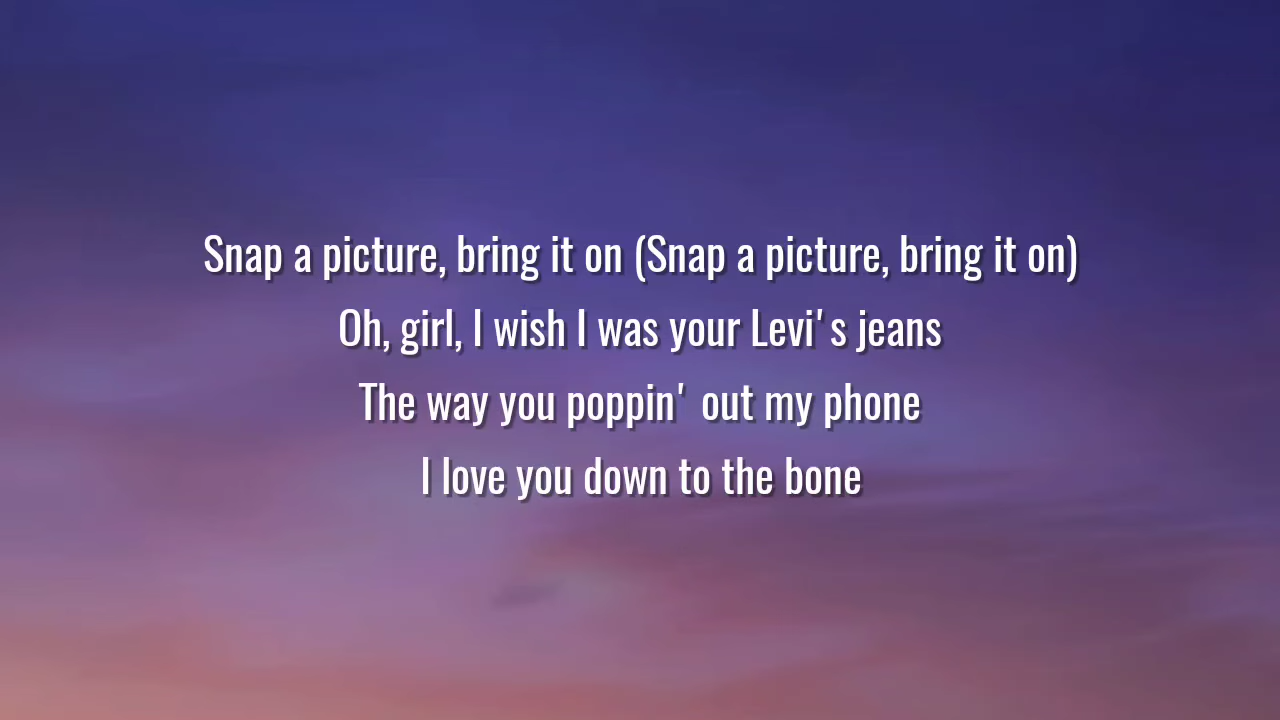 Snap a picture, bring it on (Snap a picture, bring it on)
Oh, girl, I wish I was your Levi's jeans
The way you poppin' out my phone
I love you down to the bone